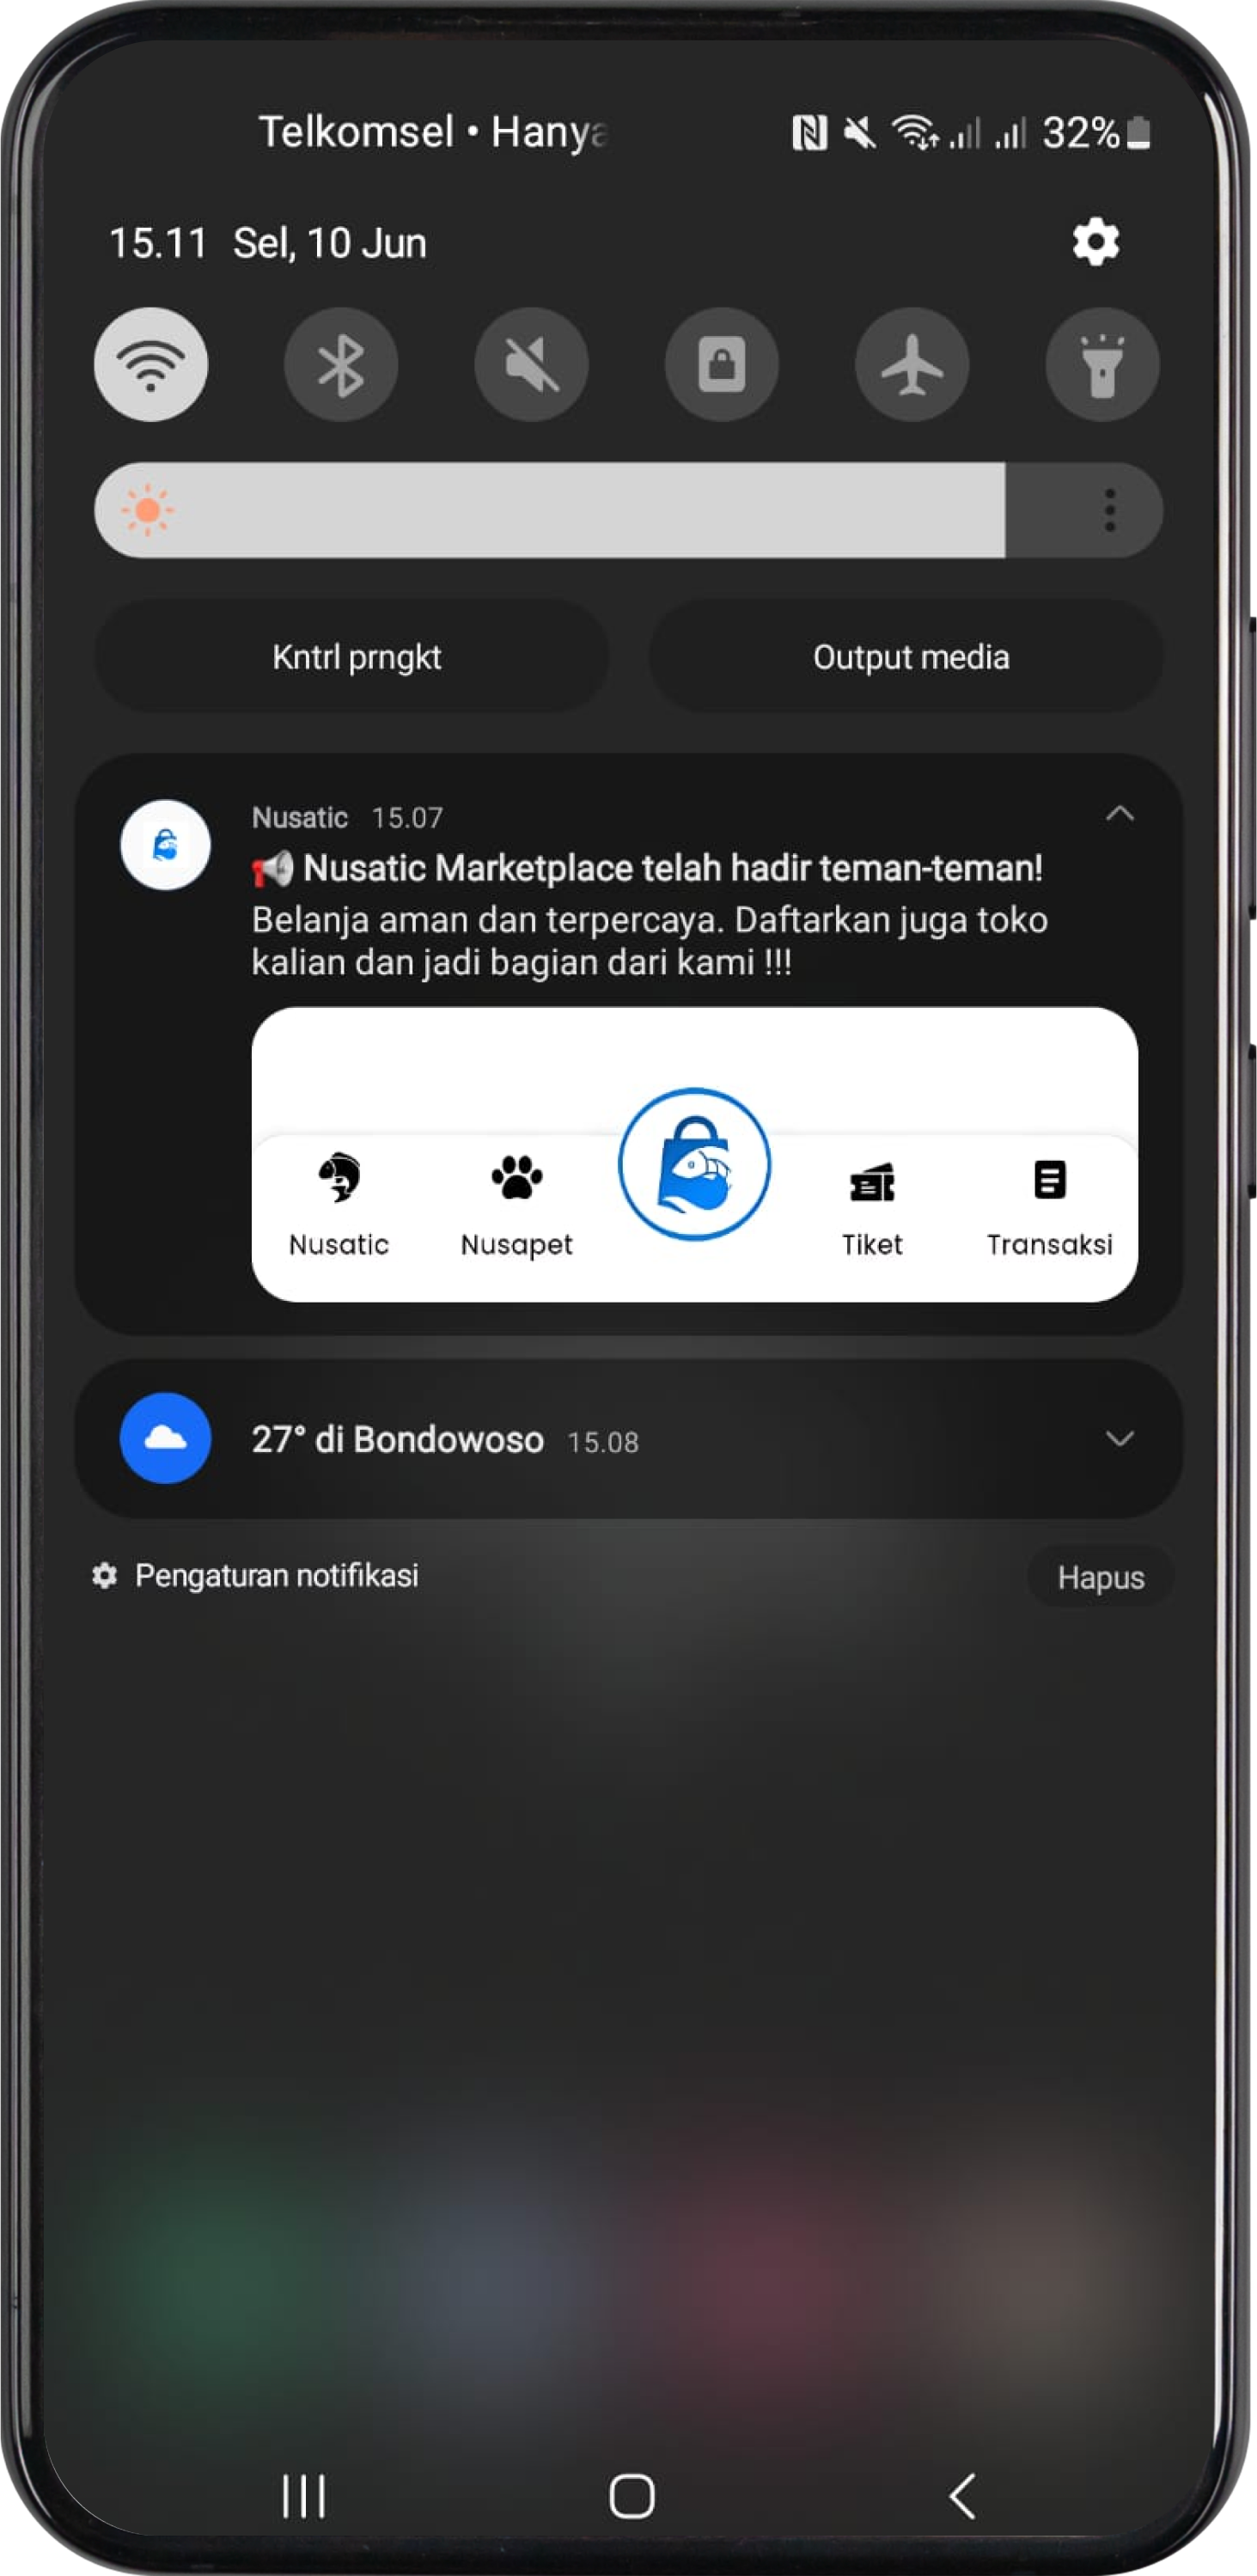 Telkomsel • Hanya
32%
15.11 Sel, 10 Jun
Kntrl prngkt
Output media
Nusatic 15.07
📢 Nusatic Marketplace telah hadir teman-teman!
Belanja aman dan terpercaya. Daftarkan juga toko
kalian dan jadi bagian dari kami !!!
Nusatic
Nusapet
Tiket
Transaksi
27° di Bondowoso 15.08
Pengaturan notifikasi
Hapus